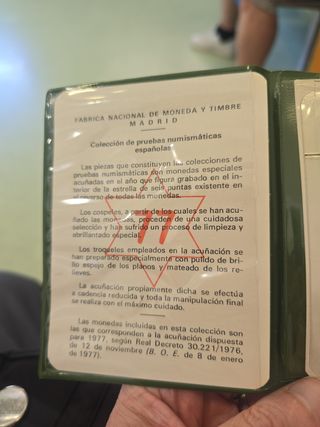 FABRICA NACIONAL DE MONEDA Y TIMBRE
MADRID
Colección de pruebas numismáticas
españolas
Las piezas que constituyen las colecciones de
pruebas numismáticas son monedas especiales
acuñadas en el año que figura grabado en el in-
terior de la estrella de seis puntas existente en
el reverso de todas las monedas.
Los cospeles, a partir de los cuales se han acu-
ñado las monedas, proceden de una cuidadosa
selección y han sufrido un proceso de limpieza y
abrillantado especial.
Los troqueles empleados en la acuñación se
han preparado especialmente con pulido de bri-
llo espejo de los planos y mateado de los re-
lieves.
La acuñación propiamente dicha se efectúa
a cadencia reducida y toda la manipulación final
se realiza con el máximo cuidado.
Las monedas incluidas en esta colección son
las que corresponden a la acuñación dispuesta
para 1977, según Real Decreto 30.221/1976,
de 12 de noviembre (B. O. E. de 8 de enero
de 1977).
77